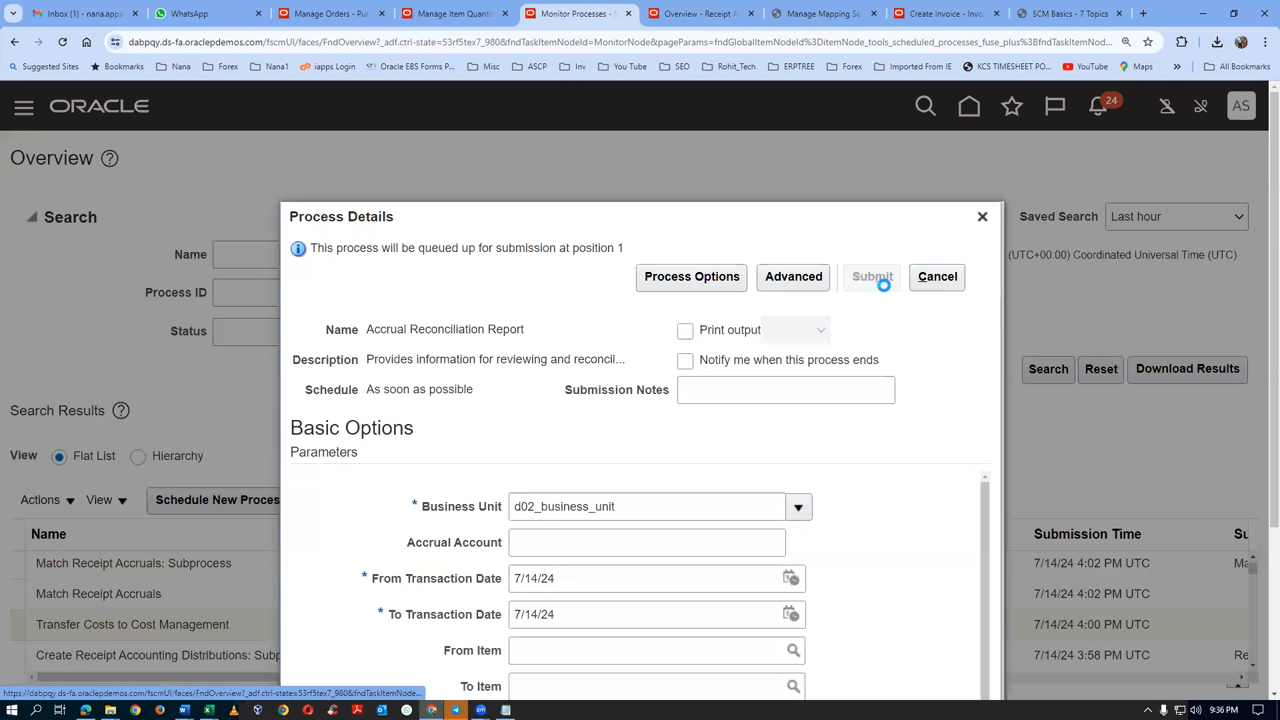 Inbox (1) - nana.apps@
WhatsApp
Manage Orders - Pur
Manage Item Quantit
Monitor Processes - S
Overview - Receipt A
Manage Mapping Se
Create Invoice - Invoi
SCM Basics - 7 Topics
dabpqy.ds-fa.oraclepdemos.com/fscmUI/faces/FndOverview?_adf.ctrl-state=53rf5tex7_980&fndTaskItemNodeId=MonitorNode&pageParams=fndGlobalItemNodeId%3DitemNode_tools_scheduled_processes_fuse_plus%3BfndTaskItemNod...
Suggested Sites
Bookmarks
Nana
Forex
Nana1
iapps Login
Oracle EBS Forms P...
Misc
ASCP
Inv
You Tube
SEO
Rohit_Tech
ERPTREE
Forex
Imported From IE
KCS TIMESHEET PO...
YouTube
Maps
»
All Bookmarks
ORACLE
24
AS
Overview
Search
Saved Search
Last hour
Name
(UTC+00:00) Coordinated Universal Time (UTC)
Process ID
Status
Search
Reset
Download Results
Search Results
View
Flat List
Hierarchy
Actions
View
Schedule New Proces
Name
Submission Time
Su
Match Receipt Accruals: Subprocess
7/14/24 4:02 PM UTC
Ma
Match Receipt Accruals
7/14/24 4:02 PM UTC
Transfer Costs to Cost Management
7/14/24 4:00 PM UTC
Create Receipt Accounting Distributions: Subp
7/14/24 3:58 PM UTC
Re
Process Details
This process will be queued up for submission at position 1
Process Options
Advanced
Submit
Cancel
Name
Accrual Reconciliation Report
Print output
Description
Provides information for reviewing and reconcil...
Notify me when this process ends
Schedule
As soon as possible
Submission Notes
Basic Options
Parameters
* Business Unit
d02_business_unit
Accrual Account
* From Transaction Date
7/14/24
* To Transaction Date
7/14/24
From Item
To Item
https://dabpqy.ds-fa.oraclepdemos.com/fscmUI/faces/FndOverview?_adf.ctrl-state=53rf5tex7_980&fndTaskItemNode...
9:36 PM